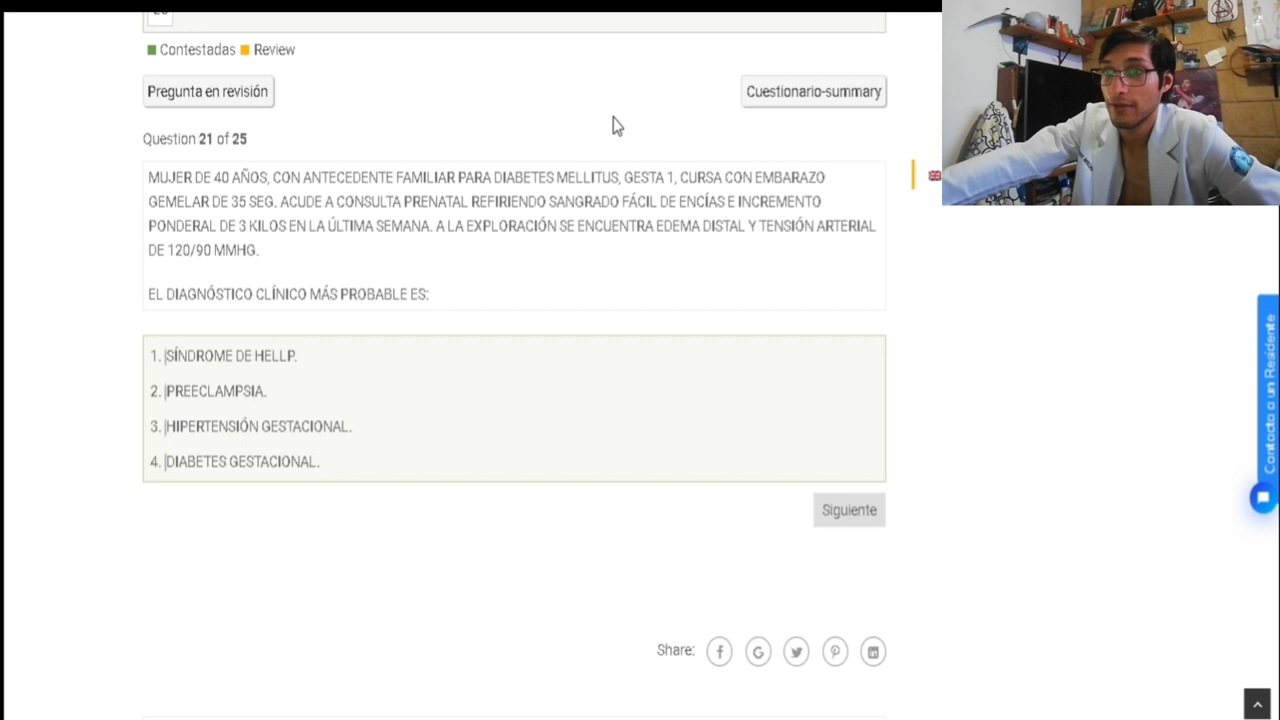 Contestadas Review
Pregunta en revisión
Cuestionario-summary
Question 21 of 25
MUJER DE 40 AÑOS, CON ANTECEDENTE FAMILIAR PARA DIABETES MELLITUS, GESTA 1, CURSA CON EMBARAZO
GEMELAR DE 35 SEG. ACUDE A CONSULTA PRENATAL REFIRIENDO SANGRADO FÁCIL DE ENCÍAS E INCREMENTO
PONDERAL DE 3 KILOS EN LA ÚLTIMA SEMANA. A LA EXPLORACIÓN SE ENCUENTRA EDEMA DISTAL Y TENSIÓN ARTERIAL
DE 120/90 MMHG.
EL DIAGNÓSTICO CLÍNICO MÁS PROBABLE ES:
1. SÍNDROME DE HELLP.
2. PREECLAMPSIA.
3. HIPERTENSIÓN GESTACIONAL.
4. DIABETES GESTACIONAL.
Siguiente
Share:
Contacta a un Residente